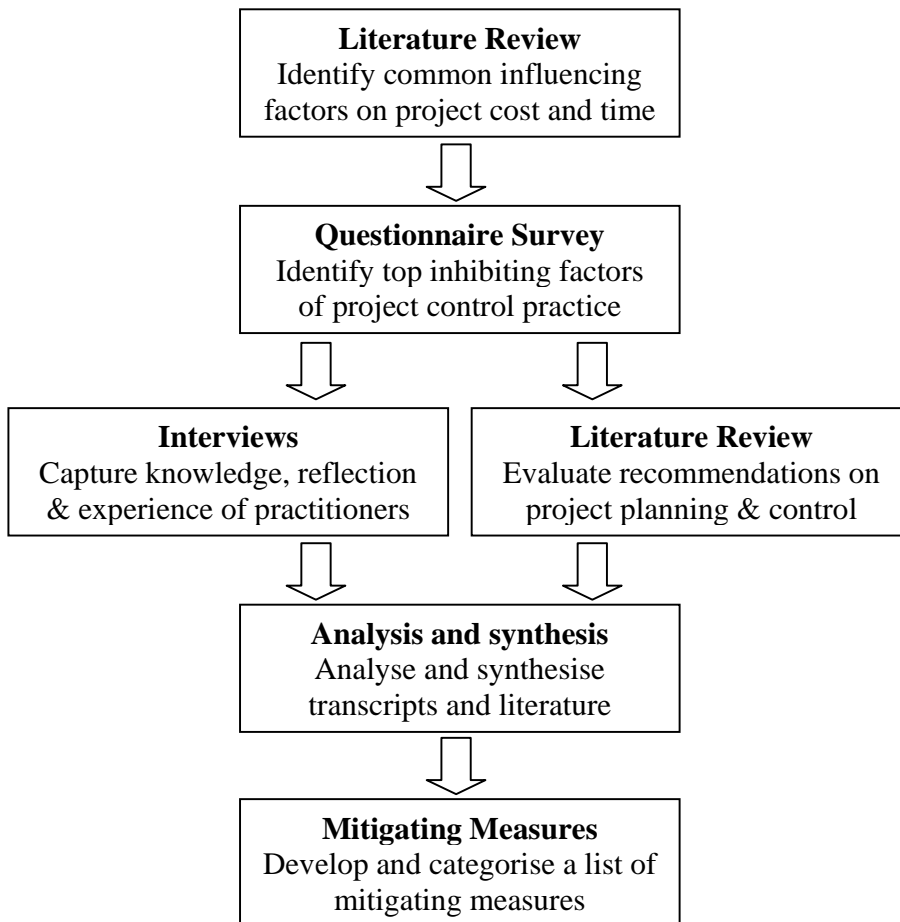 Literature Review
Identify common influencing
factors on project cost and time
Questionnaire Survey
Identify top inhibiting factors
of project control practice
Interviews
Capture knowledge, reflection
& experience of practitioners
Literature Review
Evaluate recommendations on
project planning & control
Analysis and synthesis
Analyse and synthesise
transcripts and literature
Mitigating Measures
Develop and categorise a list of
mitigating measures